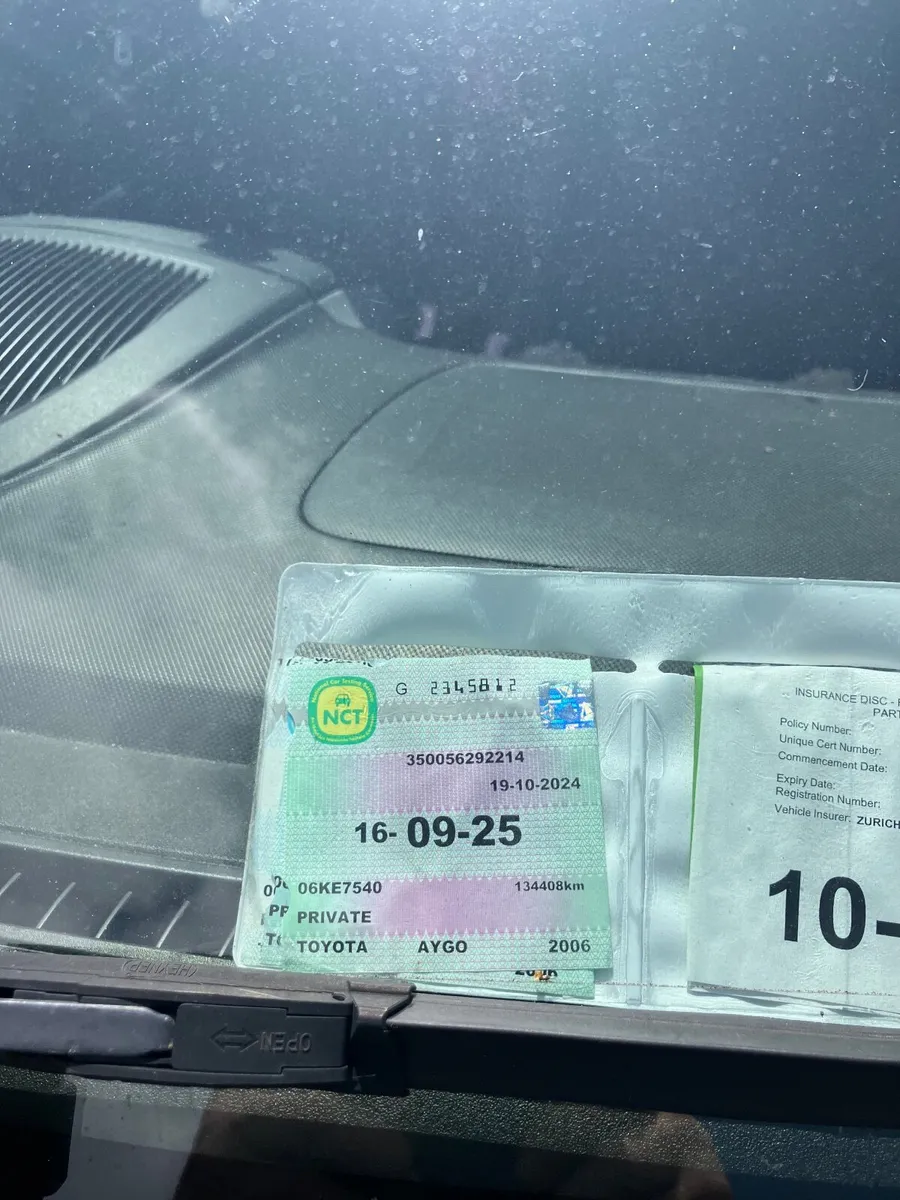 G 2345812
NCT
350056292214
19-10-2024
16-09-25
06KE7540 134408km
PRIVATE
TOYOTA AYGO 2006
INSURANCE DISC -
Policy Number:
Unique Cert Number:
Commencement Date:
Expiry Date:
Registration Number:
Vehicle Insurer: ZURICH
10-
OPEN